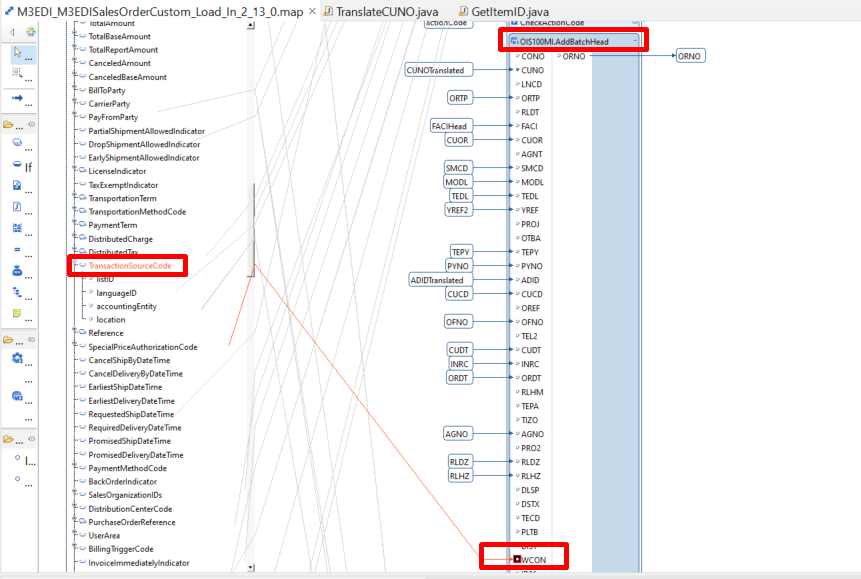 M3EDI_M3EDISalesOrderCustom_Load_In_2_13_0.map
TranslateCUNO.java
GetItemID.java
TotalAmount
TotalBaseAmount
TotalReportAmount
CanceledAmount
CanceledBaseAmount
BillToParty
CarrierParty
PayFromParty
PartialShipmentAllowedIndicator
DropShipmentAllowedIndicator
EarlyShipmentAllowedIndicator
LicenseIndicator
TaxExemptIndicator
TransportationTerm
TransportationMethodCode
PaymentTerm
DistributedCharge
DistributedTax
TransactionSourceCode
listID
languageID
accountingEntity
location
Reference
SpecialPriceAuthorizationCode
CancelShipByDateTime
CancelDeliveryByDateTime
EarliestShipDateTime
EarliestDeliveryDateTime
RequestedShipDateTime
RequiredDeliveryDateTime
PromisedShipDateTime
PromisedDeliveryDateTime
PaymentMethodCode
BackOrderIndicator
SalesOrganizationIDs
DistributionCenterCode
PurchaseOrderReference
UserArea
BillingTriggerCode
InvoiceImmediatelyIndicator
If
I...
actionCode
CUNOTranslated
ORTP
FACIHead
CUOR
SMCD
MODL
TEDL
YREF2
TEPY
PYNO
ADIDTranslated
CUCD
OFNO
CUDT
INRC
ORDT
AGNO
RLDZ
RLHZ
CheckActionCode
OIS100MI.AddBatchHead
CONO
ORNO
ORNO
CUNO
LNCD
ORTP
RLDT
FACI
CUOR
AGNT
SMCD
MODL
TEDL
YREF
PROJ
OTBA
TEPY
PYNO
ADID
CUCD
OREF
OFNO
TEL2
CUDT
INRC
ORDT
RLHM
TEPA
TIZO
AGNO
PRO2
RLDZ
RLHZ
DLSP
DSTX
TECD
PLTB
WCON